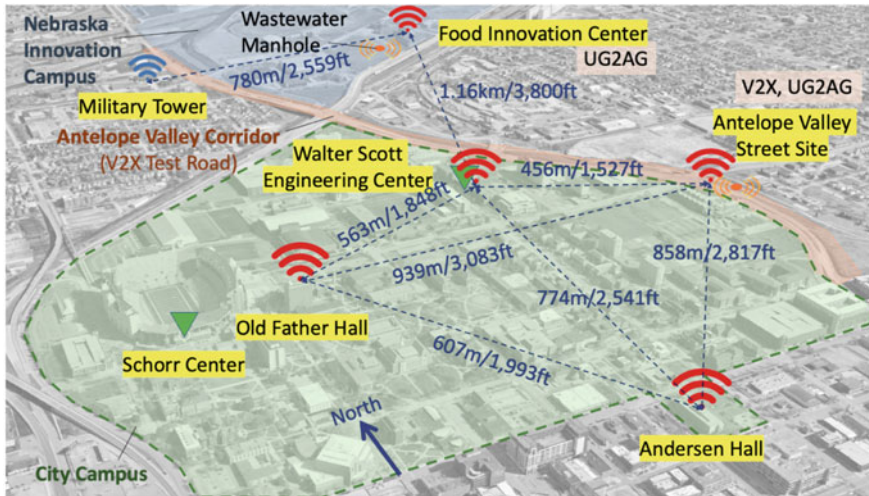 Nebraska
Innovation
Campus
Wastewater
Manhole
Food Innovation Center
UG2AG
780m/2,559ft
Military Tower
1.16km/3,800ft
V2X, UG2AG
Antelope Valley
Street Site
Antelope Valley Corridor
(V2X Test Road)
Walter Scott
Engineering Center
456m/1,527ft
563m/1,848ft
939m/3,083ft
858m/2,817ft
774m/2,541ft
Old Father Hall
607m/1,993ft
Schorr Center
North
Andersen Hall
City Campus